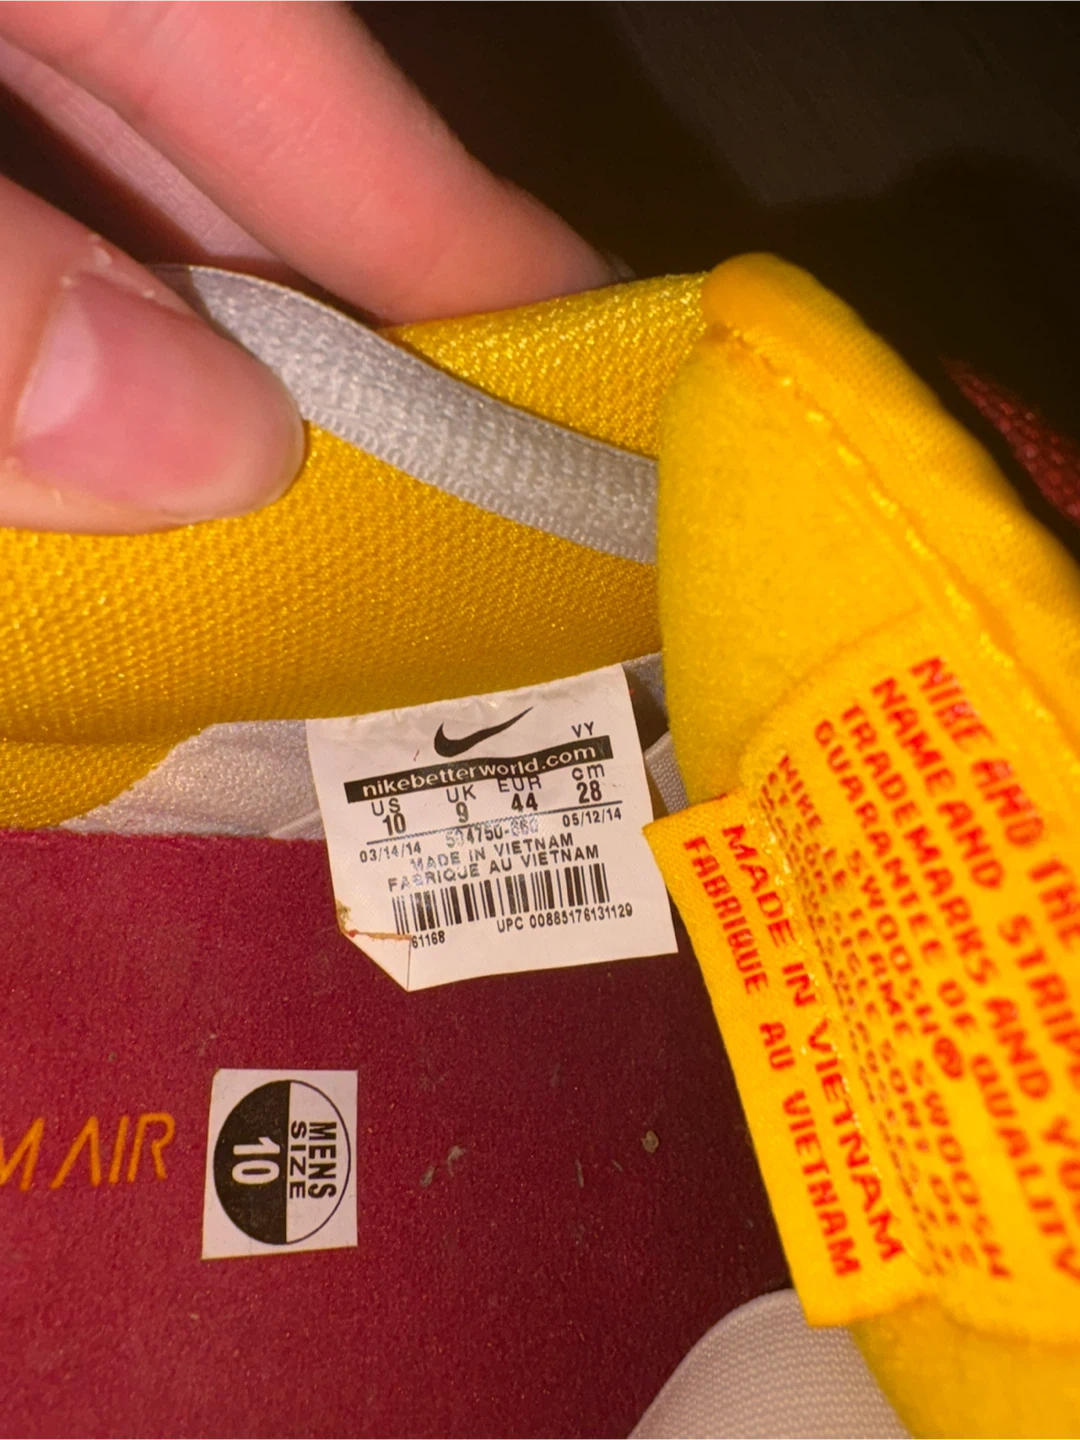 VY
nikebetterworld.com
US UK EUR cm
10 9 44 28
03/14/14 05/12/14
MADE IN VIETNAM
FABRIQUE AU VIETNAM
61168 UPC 00885176131129
M AIR
MENS
SIZE
10
NIKE AND THE
NAME AND STRIPE
TRADEMARKS AND YOUR
GUARANTEE OF QUALITY
MADE IN VIETNAM
FABRIQUE AU VIETNAM